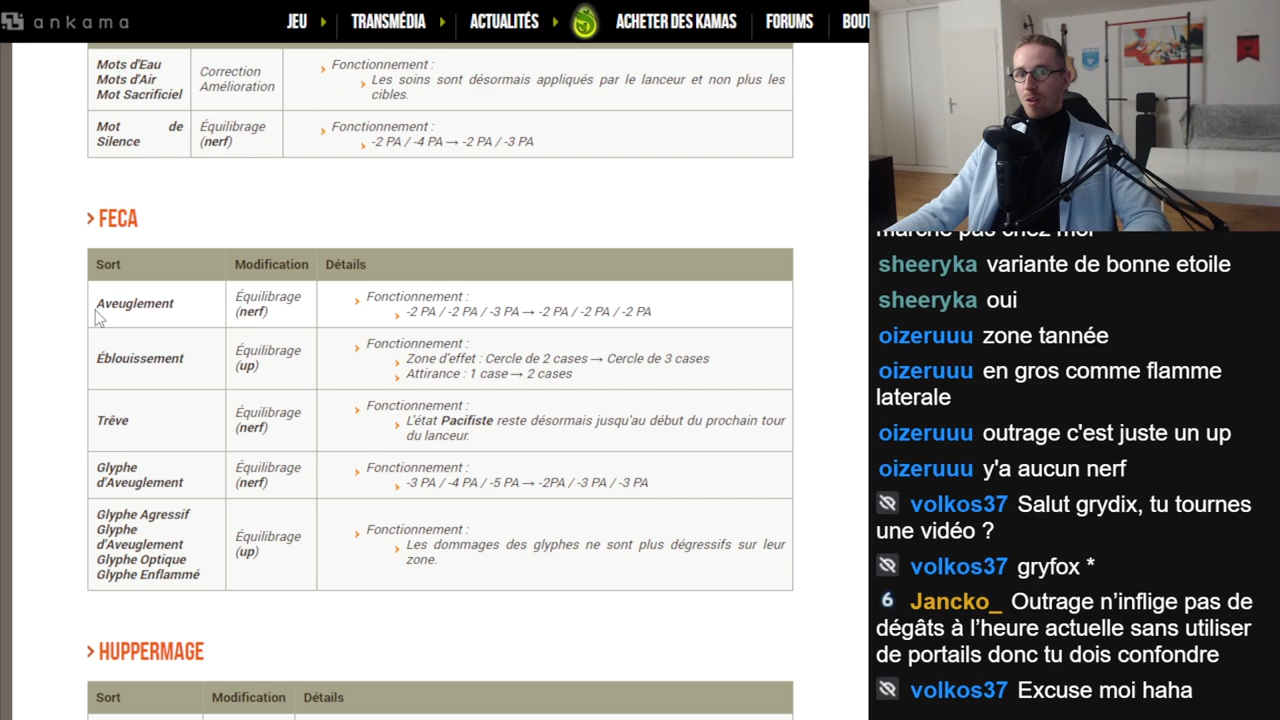 ankama
JEU
TRANSMÉDIA
ACTUALITÉS
ACHETER DES KAMAS
FORUMS
BOU
Mots d'Eau
Mots d'Air
Mot Sacrificiel
Correction
Amélioration
Fonctionnement :
Les soins sont désormais appliqués par le lanceur et non plus les
cibles.
Mot de
Silence
Équilibrage
(nerf)
Fonctionnement :
-2 PA / -4 PA → -2 PA / -3 PA
FECA
Sort
Modification
Détails
Aveuglement
Équilibrage
(nerf)
Fonctionnement :
-2 PA / -2 PA / -3 PA → -2 PA / -2 PA / -2 PA
Éblouissement
Équilibrage
(up)
Fonctionnement :
Zone d'effet : Cercle de 2 cases → Cercle de 3 cases
Attirance : 1 case → 2 cases
Trêve
Équilibrage
(nerf)
Fonctionnement :
L'état Pacifiste reste désormais jusqu'au début du prochain tour
du lanceur.
Glyphe
d'Aveuglement
Équilibrage
(nerf)
Fonctionnement :
-3 PA / -4 PA / -5 PA → -2PA / -3 PA / -3 PA
Glyphe Agressif
Glyphe
d'Aveuglement
Glyphe Optique
Glyphe Enflammé
Équilibrage
(up)
Fonctionnement :
Les dommages des glyphes ne sont plus dégressifs sur leur
zone.
HUPPERMAGE
Sort
Modification
Détails
marche pas chez moi
sheeryka variante de bonne etoile
sheeryka oui
oizeruuu zone tannée
oizeruuu en gros comme flamme
laterale
oizeruuu outrage c'est juste un up
oizeruuu y'a aucun nerf
volkos37 Salut grydix, tu tournes
une vidéo ?
volkos37 gryfox *
6 Jancko_ Outrage n'inflige pas de
dégâts à l'heure actuelle sans utiliser
de portails donc tu dois confondre
volkos37 Excuse moi haha